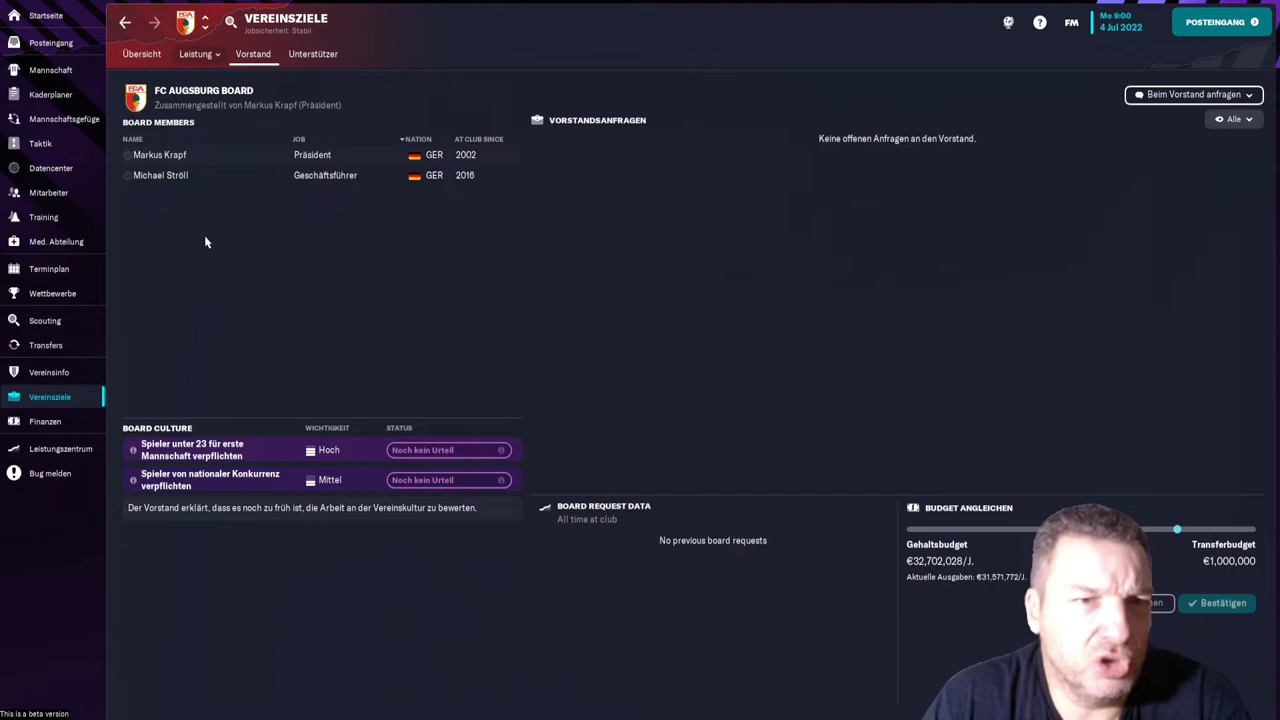 Startseite
Posteingang
Mannschaft
Kaderplaner
Mannschaftsgefüge
Taktik
Datencenter
Mitarbeiter
Training
Med. Abteilung
Terminplan
Wettbewerbe
Scouting
Transfers
Vereinsinfo
Vereinsziele
Finanzen
Leistungszentrum
Bug melden
This is a beta version
VEREINSZIELE
Jobsicherheit: Stabil
FM
Mo 9:00
4 Jul 2022
POSTEINGANG
Übersicht
Leistung
Vorstand
Unterstützer
FC AUGSBURG BOARD
Zusammengestellt von Markus Krapf (Präsident)
Beim Vorstand anfragen
BOARD MEMBERS
NAME JOB NATION AT CLUB SINCE
Markus Krapf Präsident GER 2002
Michael Ströll Geschäftsführer GER 2016
VORSTANDSANFRAGEN
Alle
Keine offenen Anfragen an den Vorstand.
BOARD CULTURE WICHTIGKEIT STATUS
Spieler unter 23 für erste
Mannschaft verpflichten
Hoch
Noch kein Urteil
Spieler von nationaler Konkurrenz
verpflichten
Mittel
Noch kein Urteil
Der Vorstand erklärt, dass es noch zu früh ist, die Arbeit an der Vereinskultur zu bewerten.
BOARD REQUEST DATA
All time at club
No previous board requests
BUDGET ANGLEICHEN
Gehaltsbudget Transferbudget
€32,702,028/J. €1,000,000
Aktuelle Ausgaben: €31,571,772/J.
Bestätigen